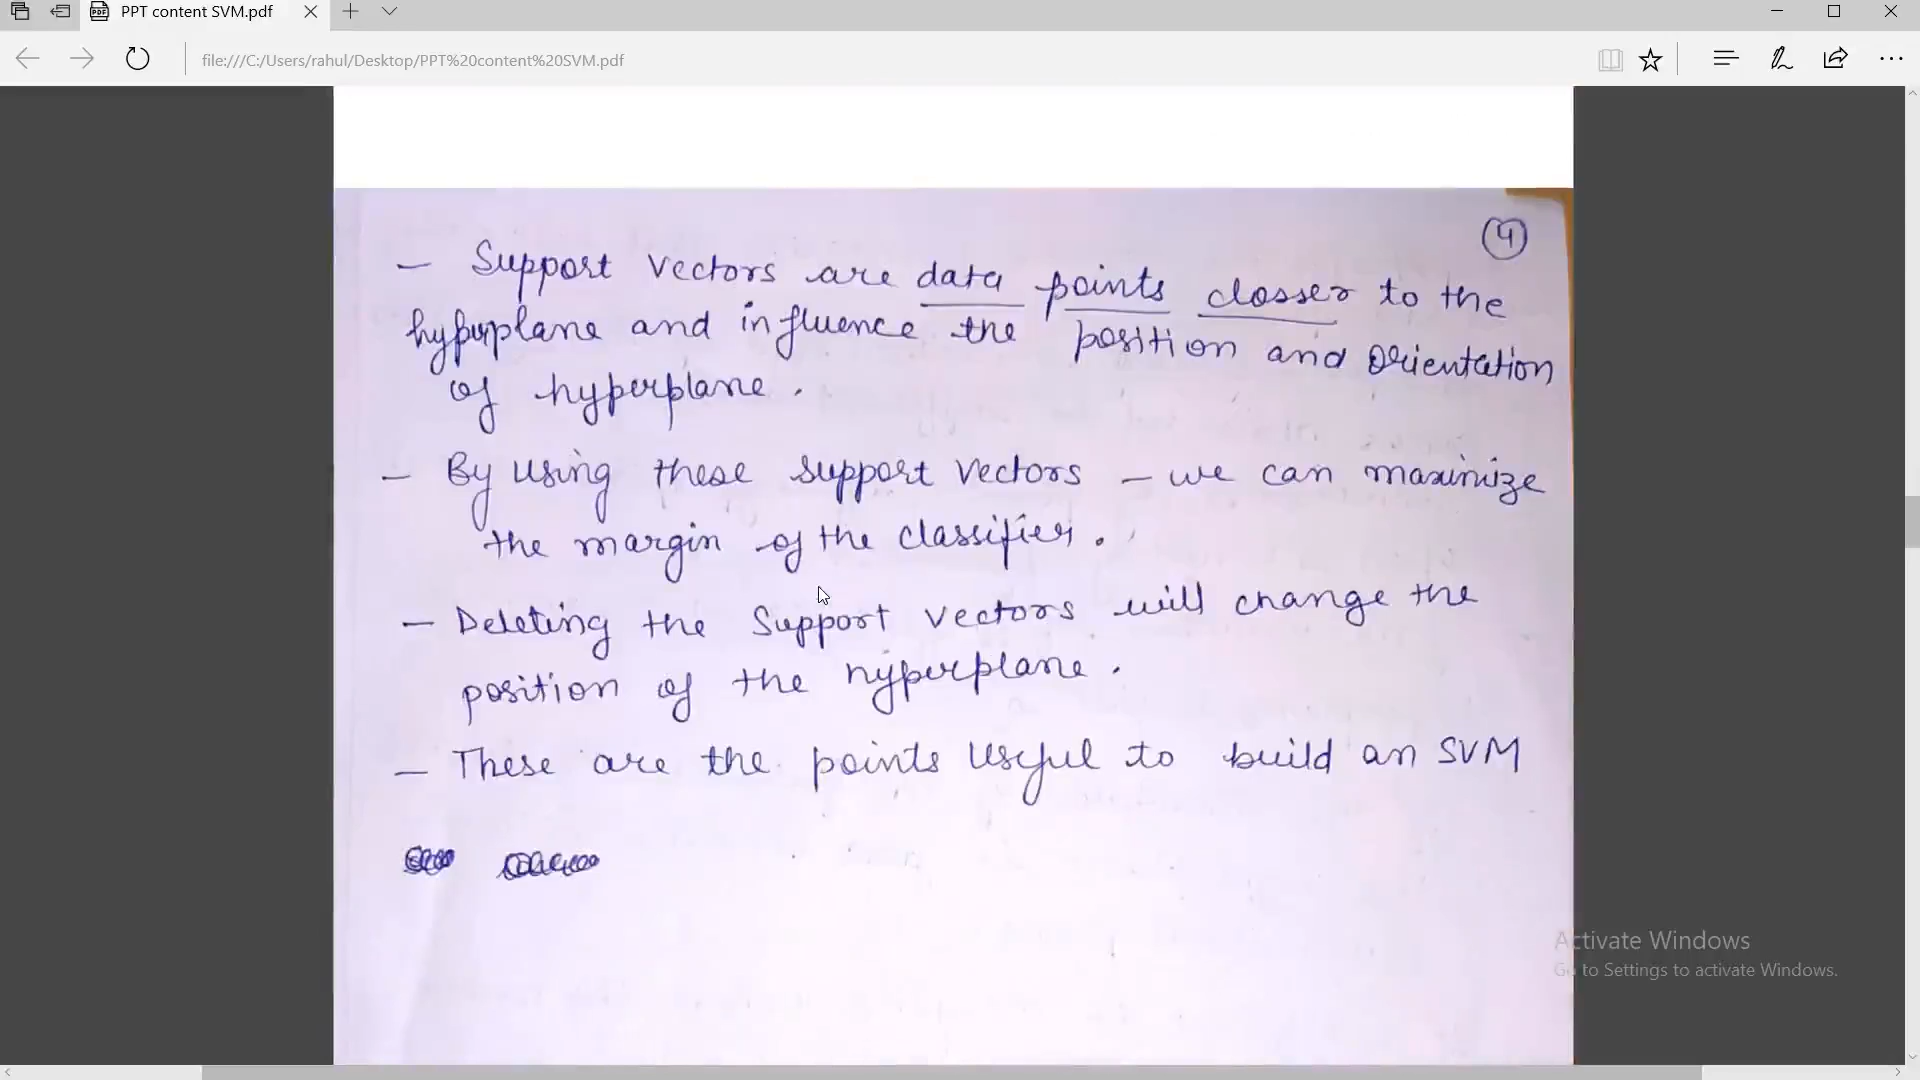 PPT content SVM.pdf
file:///C:/Users/rahul/Desktop/PPT%20content%20SVM.pdf
4
- Support vectors are data points closser to the
hyperplane and influence the position and orientation
of hyperplane.
- By using these support vectors - we can maximize
the margin of the classifier.
- Deleting the support vectors will change the
position of the hyperplane.
- These are the points useful to build an SVM
Activate Windows
Go to Settings to activate Windows.